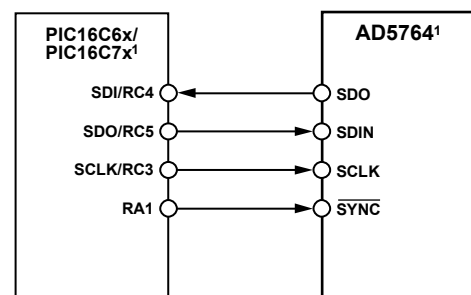 PIC16C6x/
PIC16C7x¹
AD5764¹
SDI/RC4
SDO
SDO/RC5
SDIN
SCLK/RC3
SCLK
RA1
SYNC